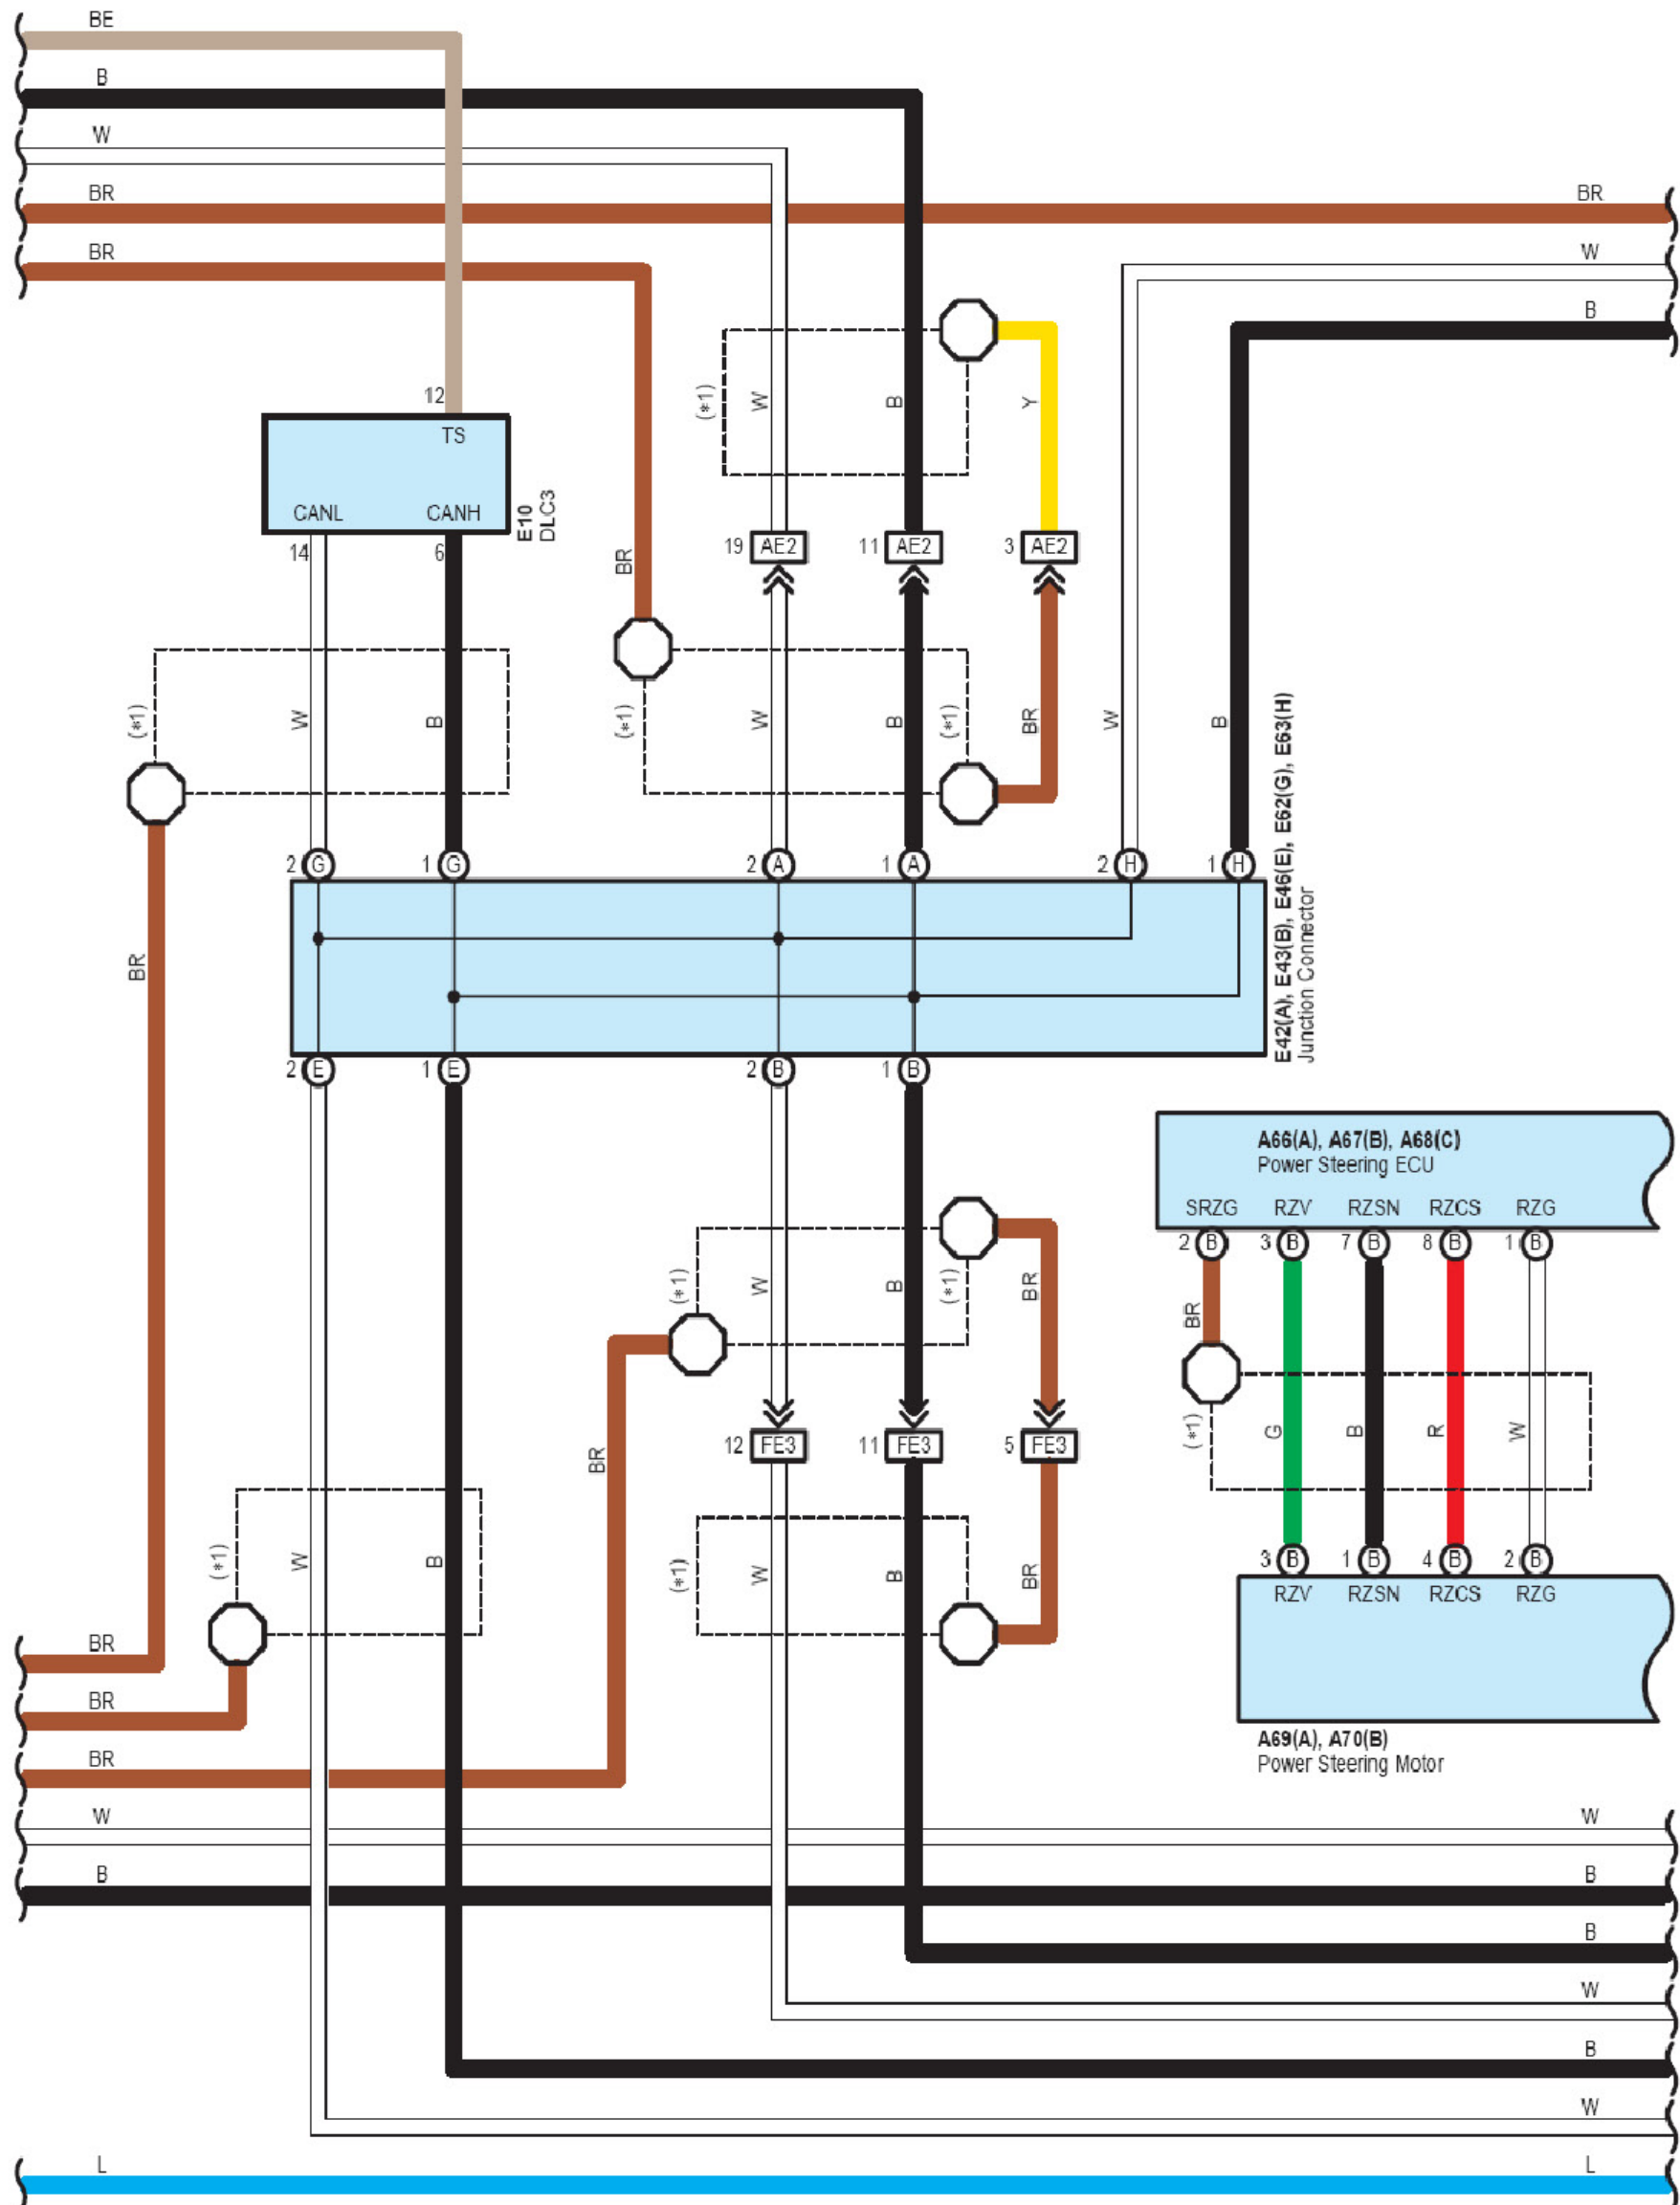 BE
B
W
BR BR
BR W
B
(*1) W B Y
12
TS
CANL CANH
E10
DLC3
14 6
19 AE2 11 AE2 3 AE2
BR
(*1) W B (*1) W B (*1) BR W B
2 G 1 G 2 A 1 A 2 H 1 H
E42(A), E43(B), E46(E), E62(G), E63(H)
Junction Connector
BR
2 E 1 E 2 B 1 B
A66(A), A67(B), A68(C)
Power Steering ECU
SRZG RZV RZSN RZCS RZG
2 B 3 B 7 B 8 B 1 B
(*1) W B (*1) BR BR
12 FE3 11 FE3 5 FE3
BR (*1) G B R W
(*1) W B (*1) W B BR
3 B 1 B 4 B 2 B
RZV RZSN RZCS RZG
A69(A), A70(B)
Power Steering Motor
BR
BR
BR
W W
B B
B
W
B
W
L L